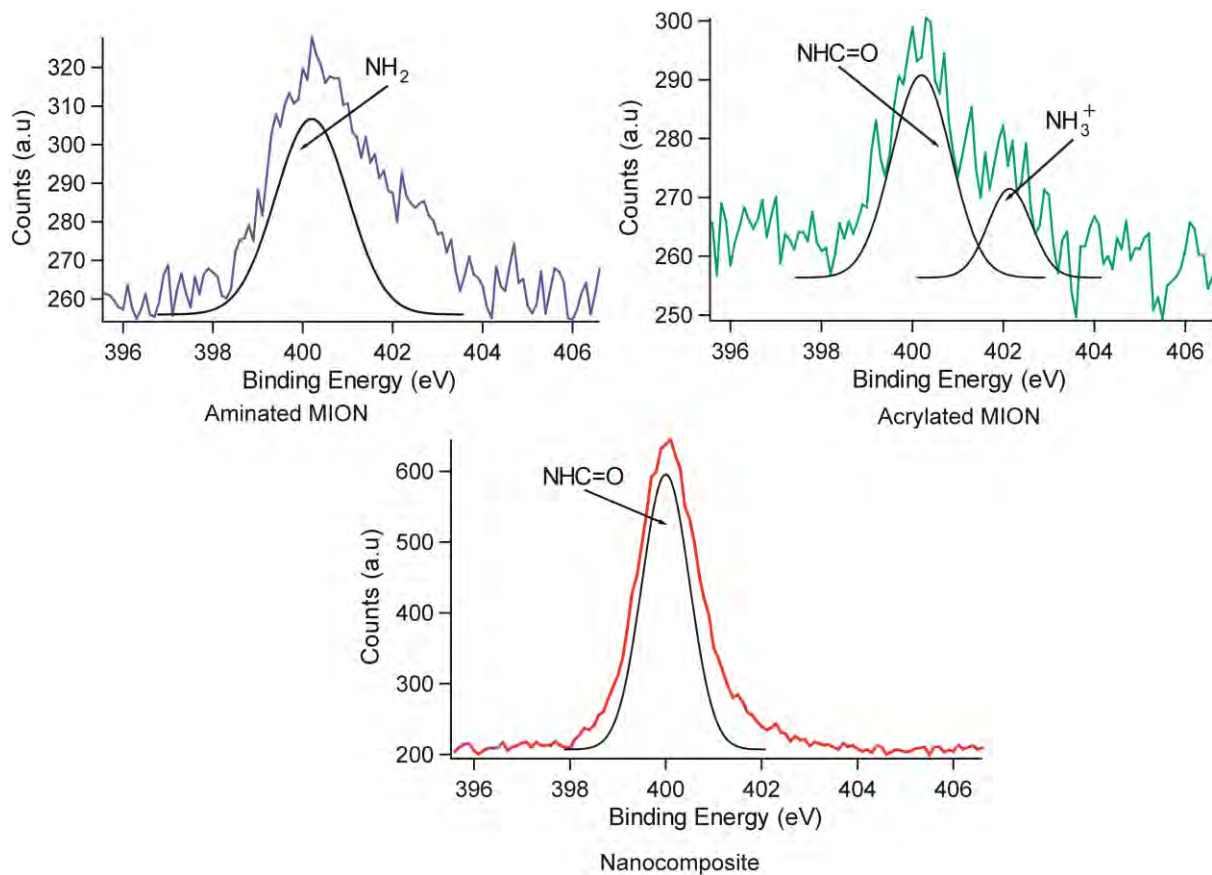 NH₂
Counts (a.u)
320
310
300
290
280
270
260
396 398 400 402 404 406
Binding Energy (eV)
Aminated MION
NHC=O
NH₃⁺
Counts (a.u)
300
290
280
270
260
250
396 398 400 402 404 406
Binding Energy (eV)
Acrylated MION
NHC=O
Counts (a.u)
600
500
400
300
200
396 398 400 402 404 406
Binding Energy (eV)
Nanocomposite